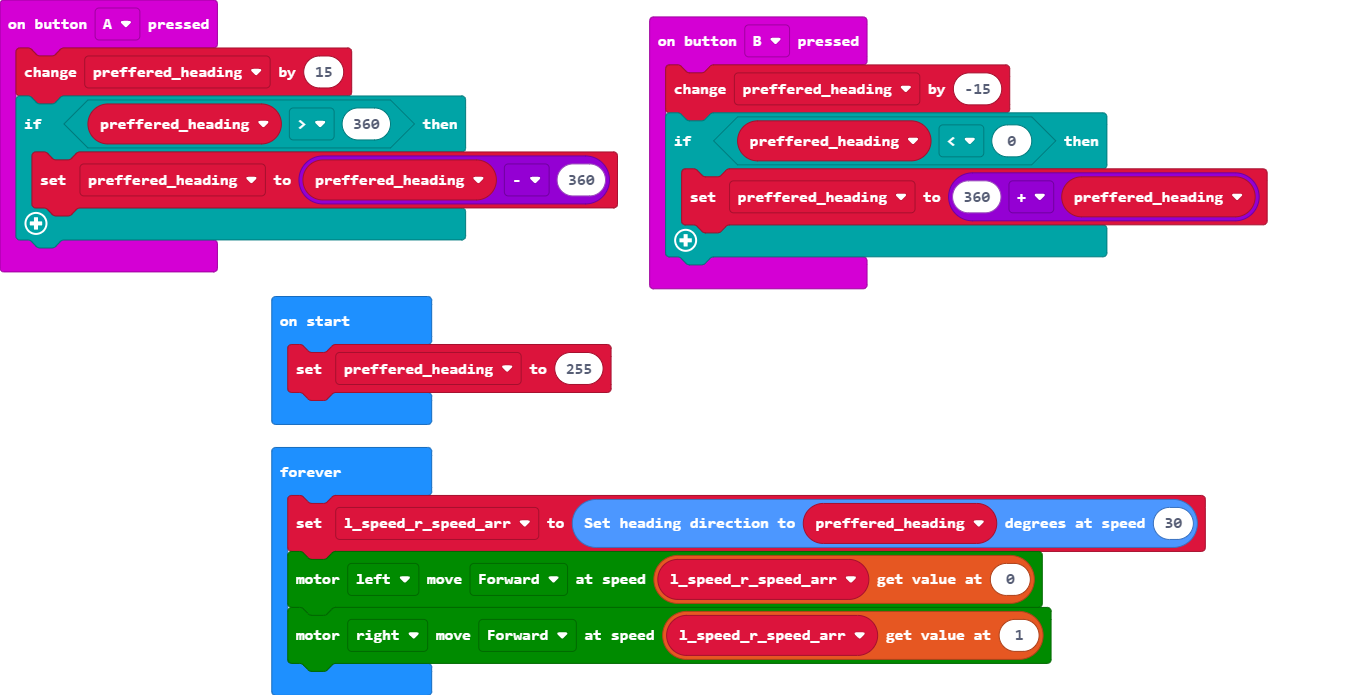 on button A pressed
change preffered_heading by 15
if preffered_heading > 360 then
set preffered_heading to preffered_heading - 360
on button B pressed
change preffered_heading by -15
if preffered_heading < 0 then
set preffered_heading to 360 + preffered_heading
on start
set preffered_heading to 255
forever
set l_speed_r_speed_arr to Set heading direction to preffered_heading degrees at speed 30
motor left move Forward at speed l_speed_r_speed_arr get value at 0
motor right move Forward at speed l_speed_r_speed_arr get value at 1